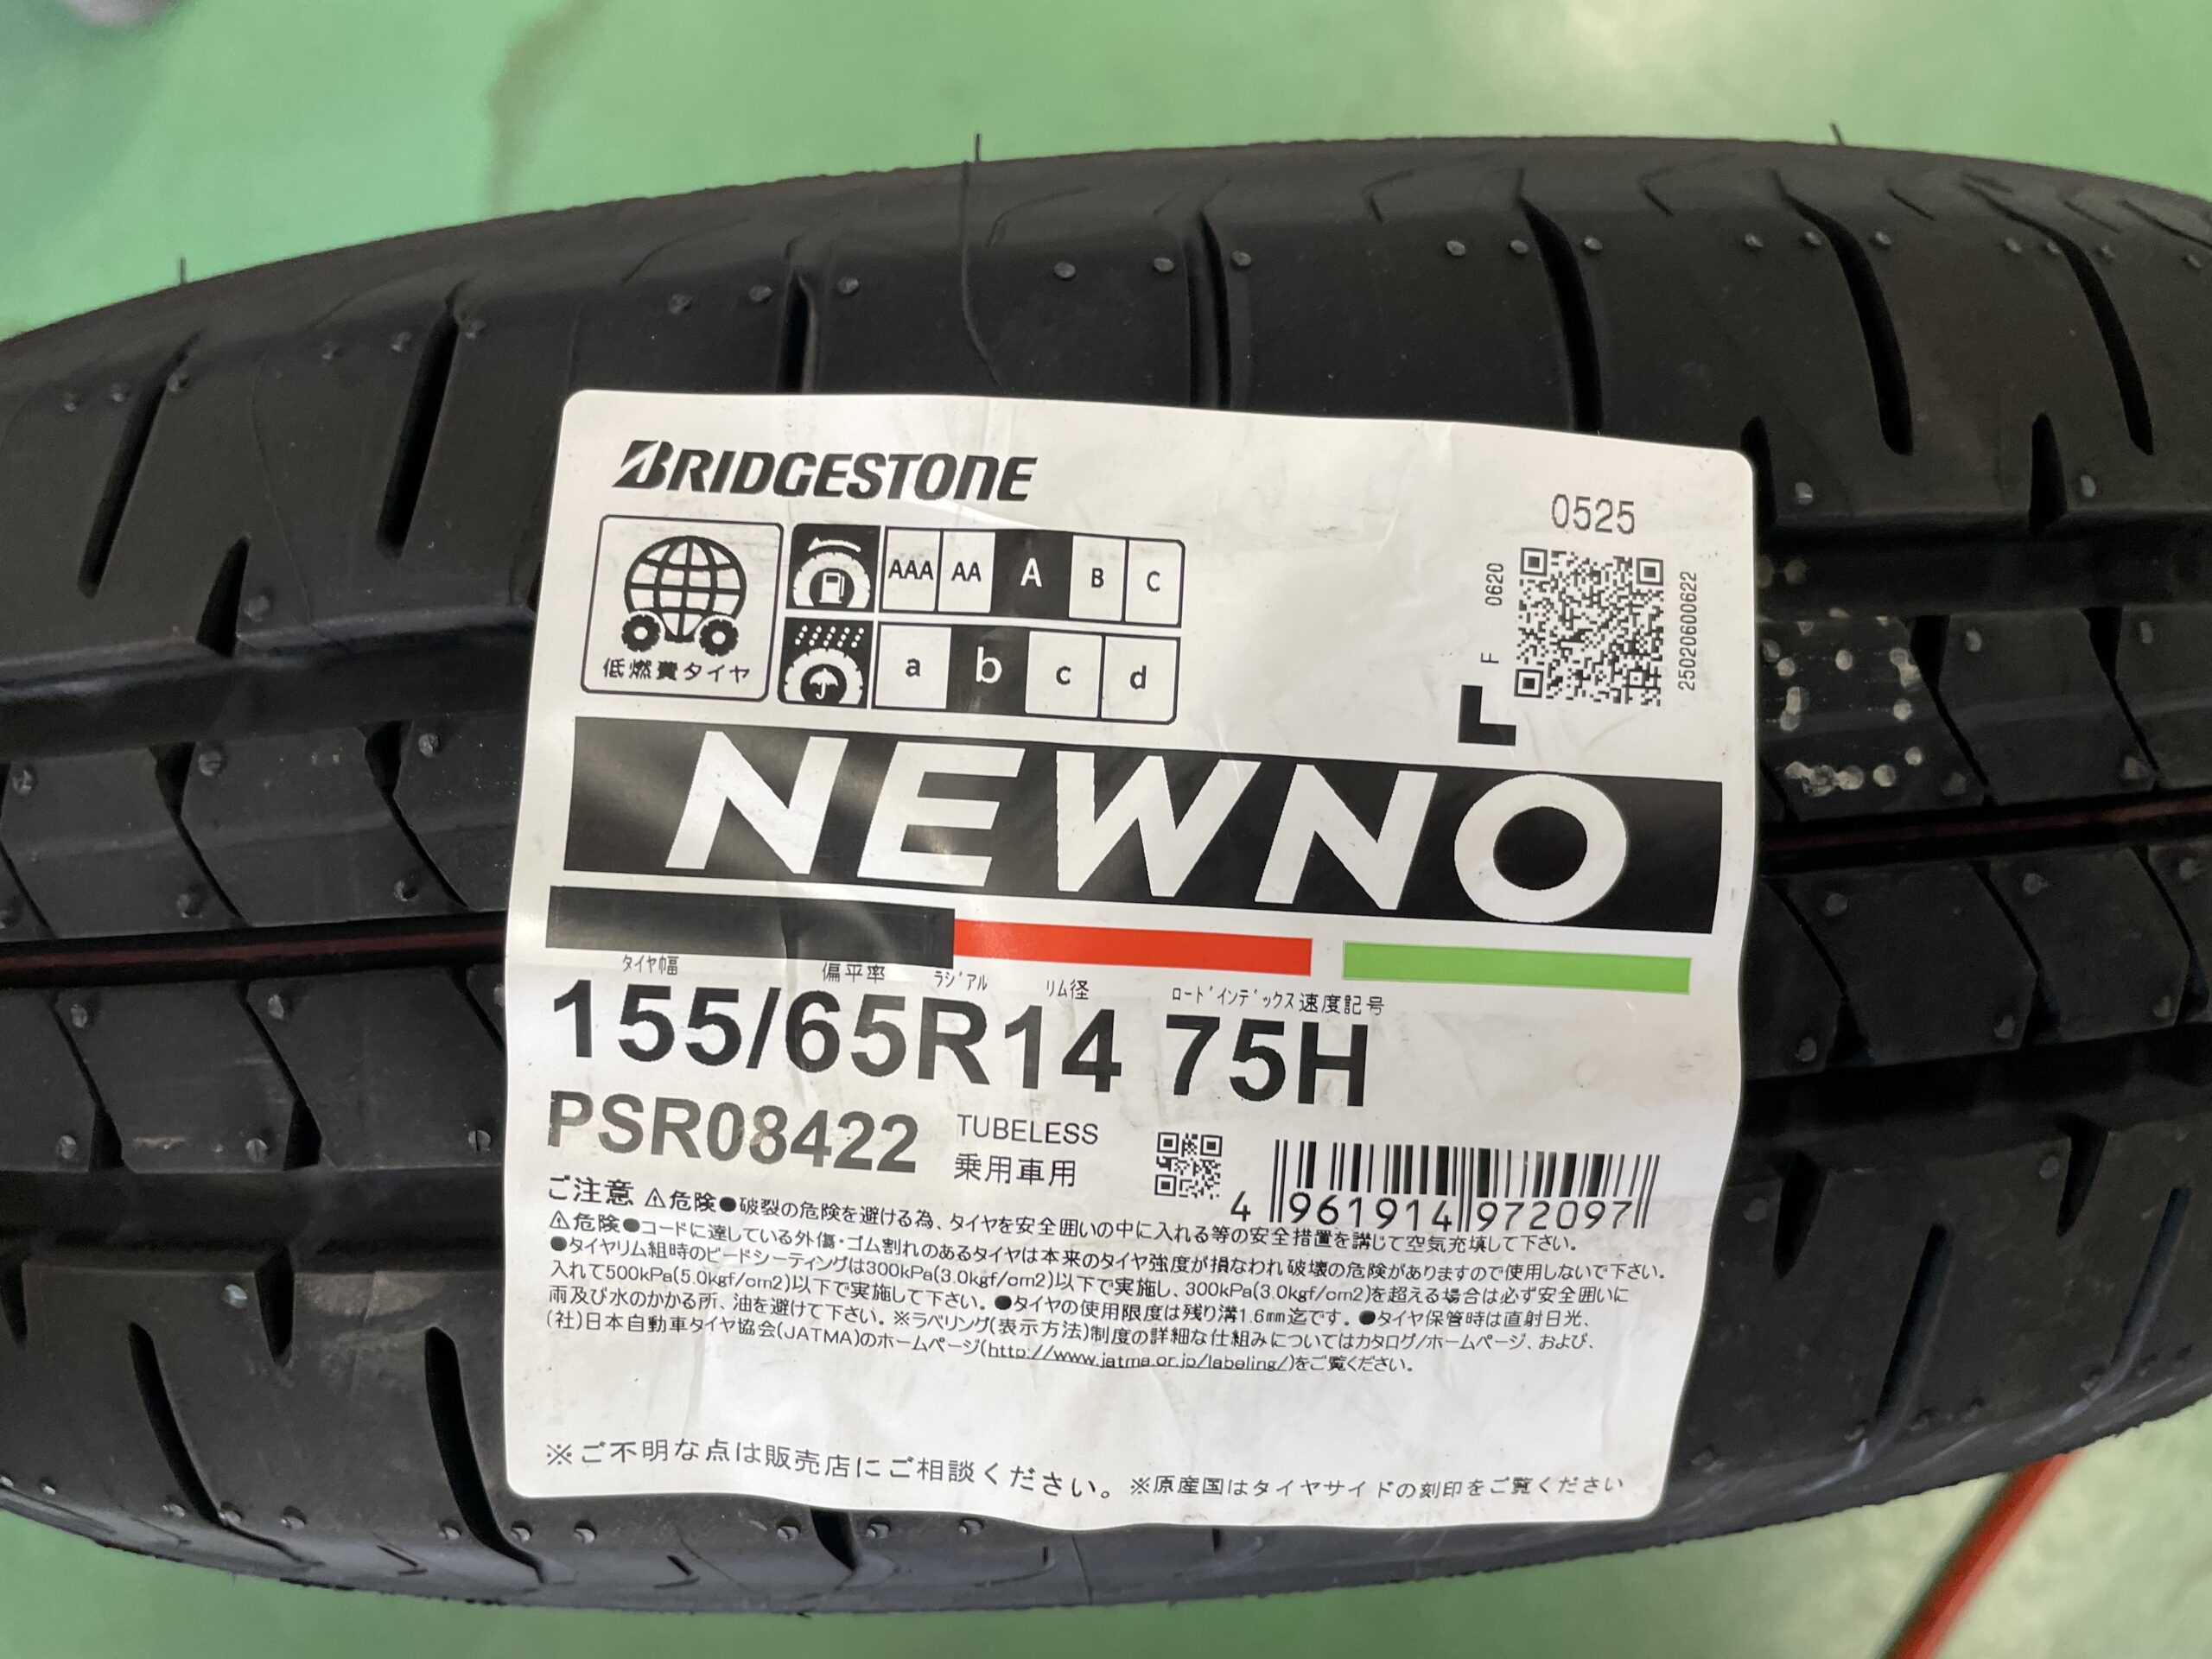 BRIDGESTONE
低燃費タイヤ
AAA AA A B C
a b c d
0525
F 0620
2502060062​2
L
NEWNO
タイヤ幅 偏平率 ラジアル リム径 ロードインデックス 速度記号
155/65R14 75H
PSR08422
TUBELESS
乗用車用
4 961914 972097
ご注意 ⚠危険●破裂の危険を避ける為、タイヤを安全囲いの中に入れる等の安全措置を講じて空気充填して下さい。
⚠危険●コードに達している外傷・ゴム割れのあるタイヤは本来のタイヤ強度が損なわれ破壊の危険がありますので使用しないで下さい。
●タイヤリム組時のビードシーティングは300kPa(3.0kgf/cm2)以下で実施し、300kPa(3.0kgf/cm2)を超える場合は必ず安全囲いに
入れて500kPa(5.0kgf/cm2)以下で実施して下さい。●タイヤの使用限度は残り溝1.6mm迄です。●タイヤ保管時は直射日光、
雨及び水のかかる所、油を避けて下さい。※ラベリング(表示方法)制度の詳細な仕組みについてはカタログ/ホームページ、および、
(社)日本自動車タイヤ協会(JATMA)のホームページ(http://www.jatma.or.jp/labeling/)をご覧ください。
※ご不明な点は販売店にご相談ください。※原産国はタイヤサイドの刻印をご覧ください